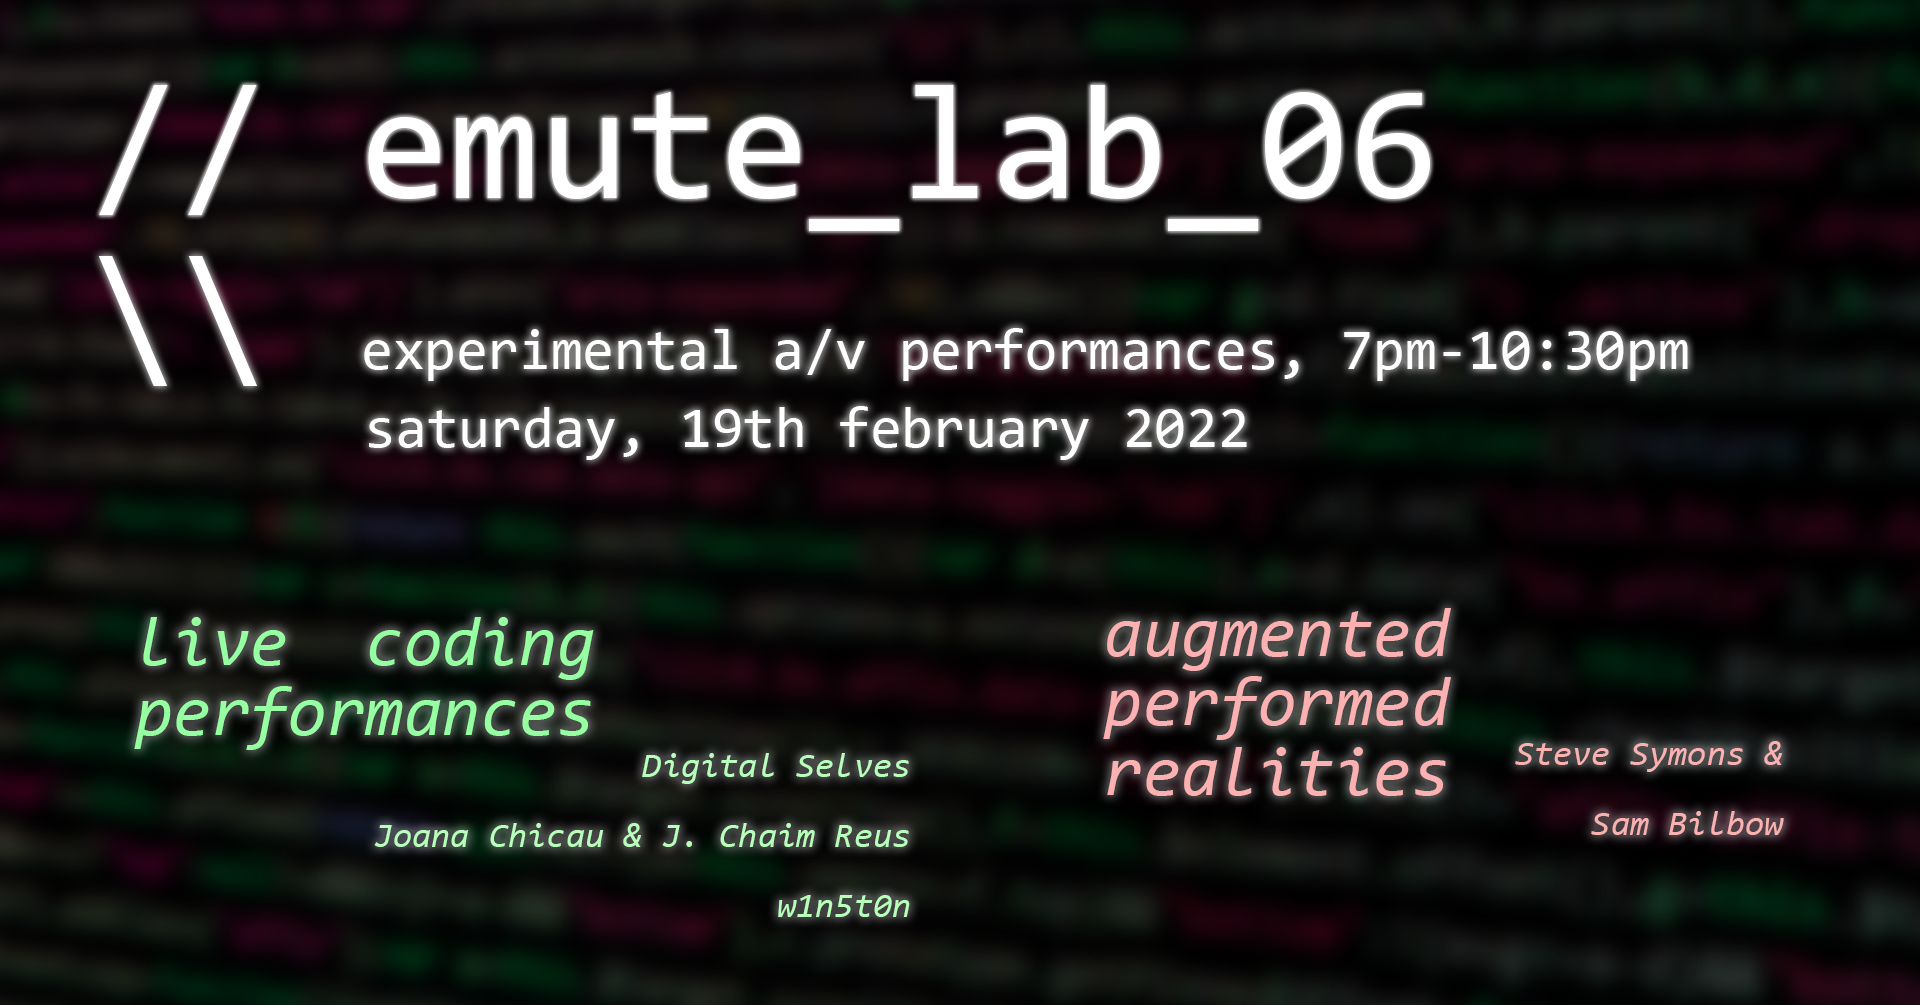 // emute_lab_06
\\
experimental a/v performances, 7pm-10:30pm
saturday, 19th february 2022
live coding
performances
Digital Selves
Joana Chicau & J. Chaim Reus
w1n5t0n
augmented
performed
realities
Steve Symons &
Sam Bilbow